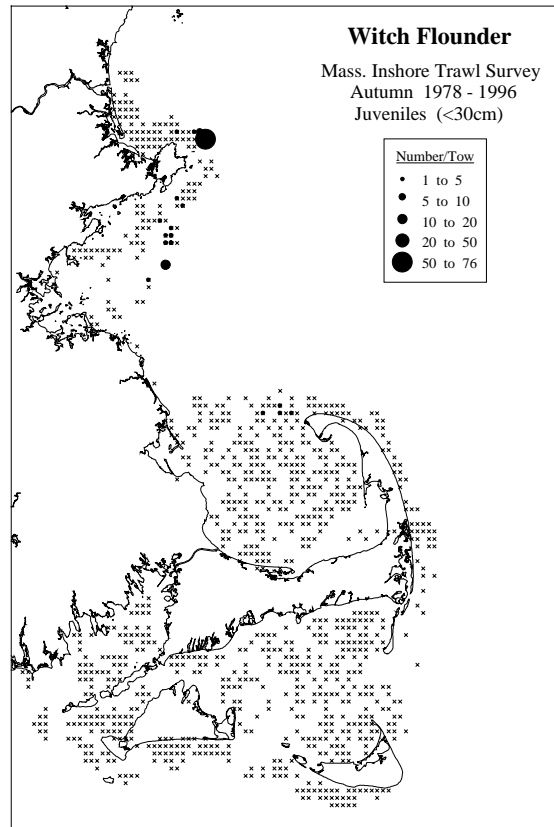 Witch Flounder
Mass. Inshore Trawl Survey
Autumn 1978 - 1996
Juveniles (<30cm)
Number/Tow
1 to 5
5 to 10
10 to 20
20 to 50
50 to 76